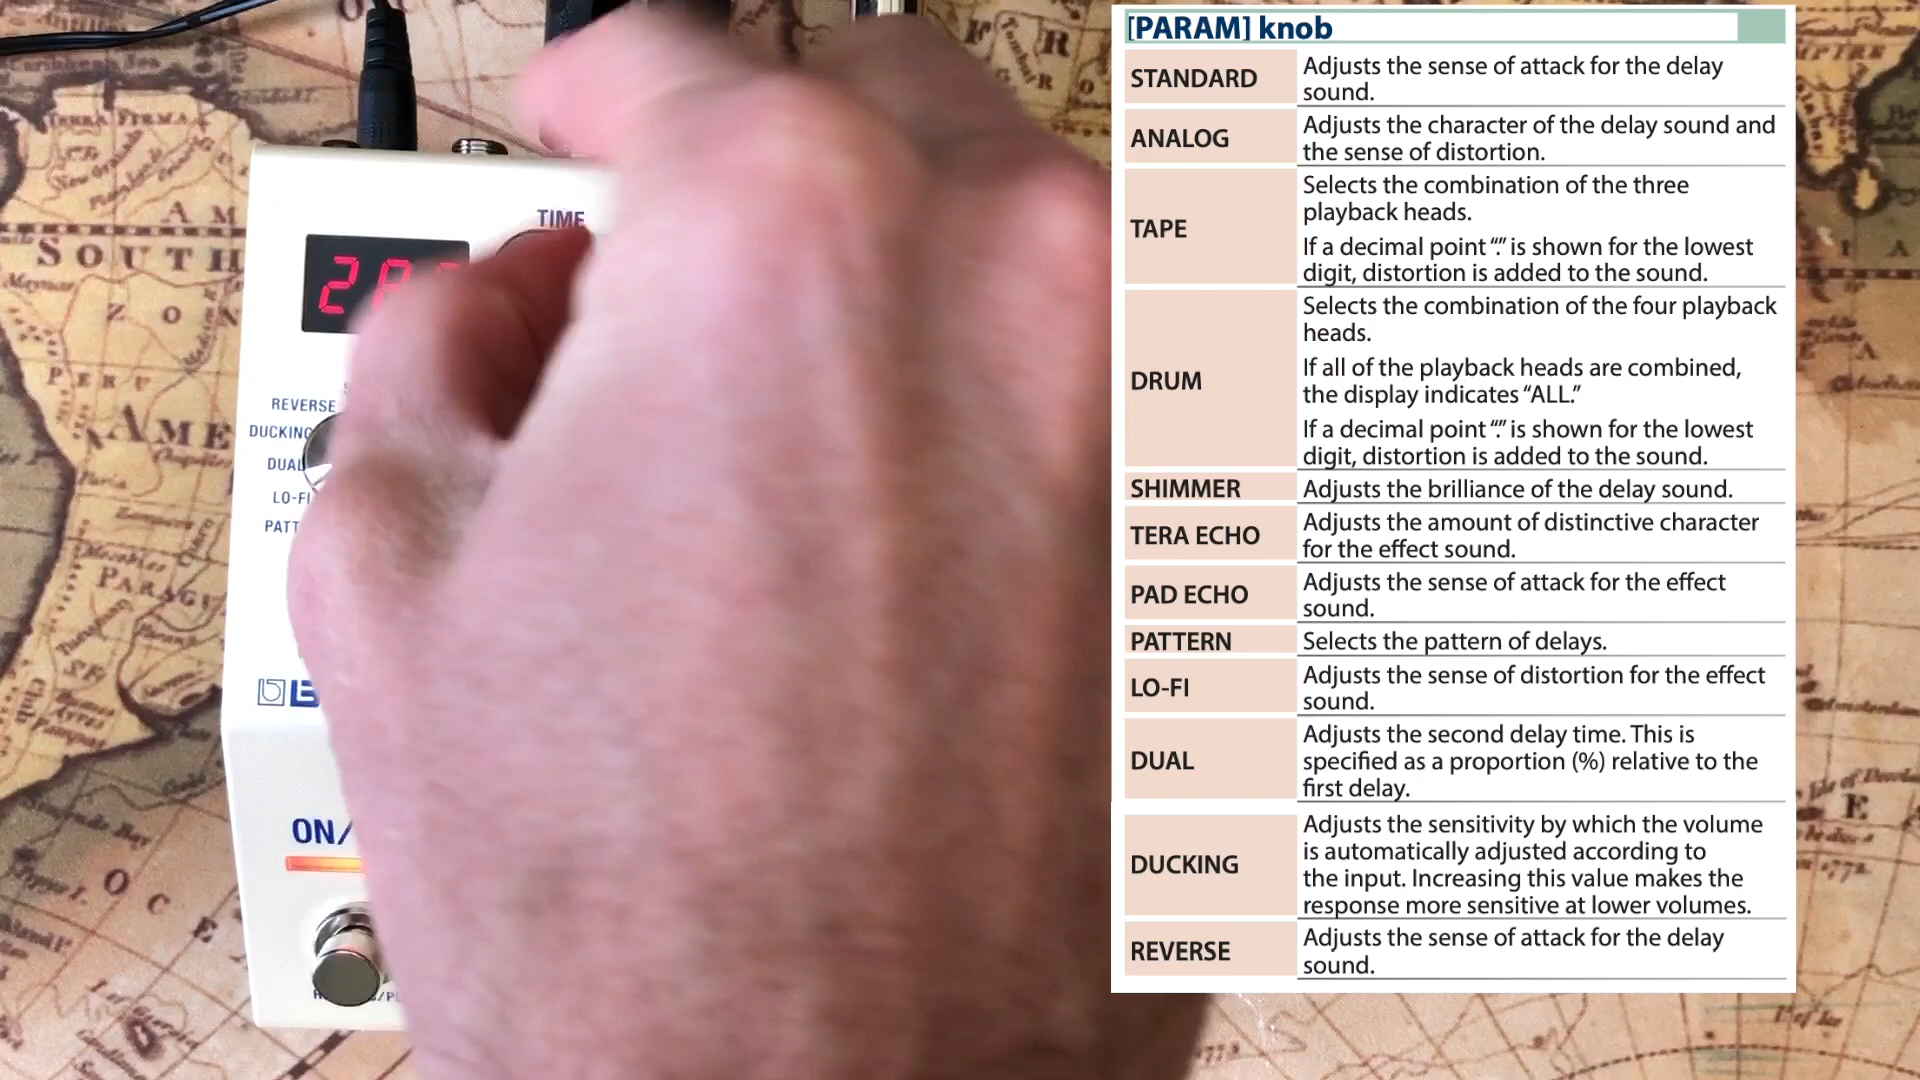 [PARAM] knob
STANDARD
Adjusts the sense of attack for the delay
sound.
ANALOG
Adjusts the character of the delay sound and
the sense of distortion.
TAPE
Selects the combination of the three
playback heads.
If a decimal point “.” is shown for the lowest
digit, distortion is added to the sound.
DRUM
Selects the combination of the four playback
heads.
If all of the playback heads are combined,
the display indicates “ALL.”
If a decimal point “.” is shown for the lowest
digit, distortion is added to the sound.
SHIMMER
Adjusts the brilliance of the delay sound.
TERA ECHO
Adjusts the amount of distinctive character
for the effect sound.
PAD ECHO
Adjusts the sense of attack for the effect
sound.
PATTERN
Selects the pattern of delays.
LO-FI
Adjusts the sense of distortion for the effect
sound.
DUAL
Adjusts the second delay time. This is
specified as a proportion (%) relative to the
first delay.
DUCKING
Adjusts the sensitivity by which the volume
is automatically adjusted according to
the input. Increasing this value makes the
response more sensitive at lower volumes.
REVERSE
Adjusts the sense of attack for the delay
sound.
TIME
REVERSE
DUCKING
DUAL
LO-FI
PATT
ON/
SOUTH
AM
ZON
PERU
AME
PARAGU
OCE
TERRA FIRMA